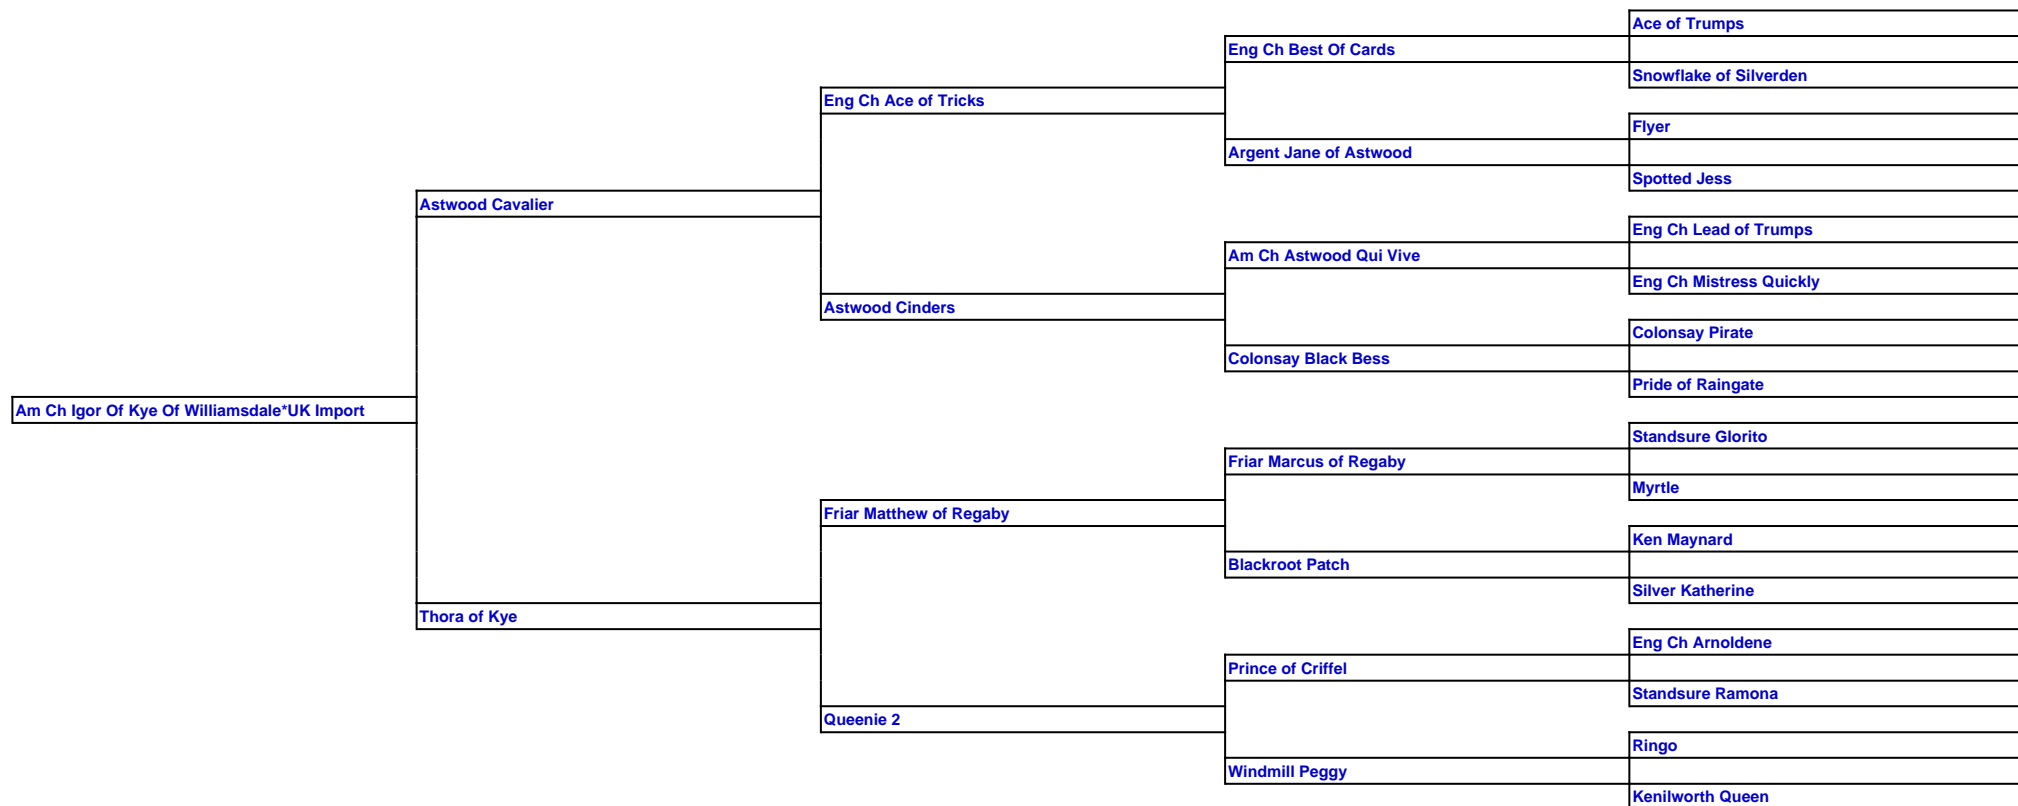 Ace of Trumps
Eng Ch Best Of Cards
Snowflake of Silverden
Eng Ch Ace of Tricks
Flyer
Argent Jane of Astwood
Spotted Jess
Astwood Cavalier
Eng Ch Lead of Trumps
Am Ch Astwood Qui Vive
Eng Ch Mistress Quickly
Astwood Cinders
Colonsay Pirate
Colonsay Black Bess
Pride of Raingate
Am Ch Igor Of Kye Of Williamsdale*UK Import
Standsure Glorito
Friar Marcus of Regaby
Myrtle
Friar Matthew of Regaby
Ken Maynard
Blackroot Patch
Silver Katherine
Thora of Kye
Eng Ch Arnoldene
Prince of Criffel
Standsure Ramona
Queenie 2
Ringo
Windmill Peggy
Kenilworth Queen